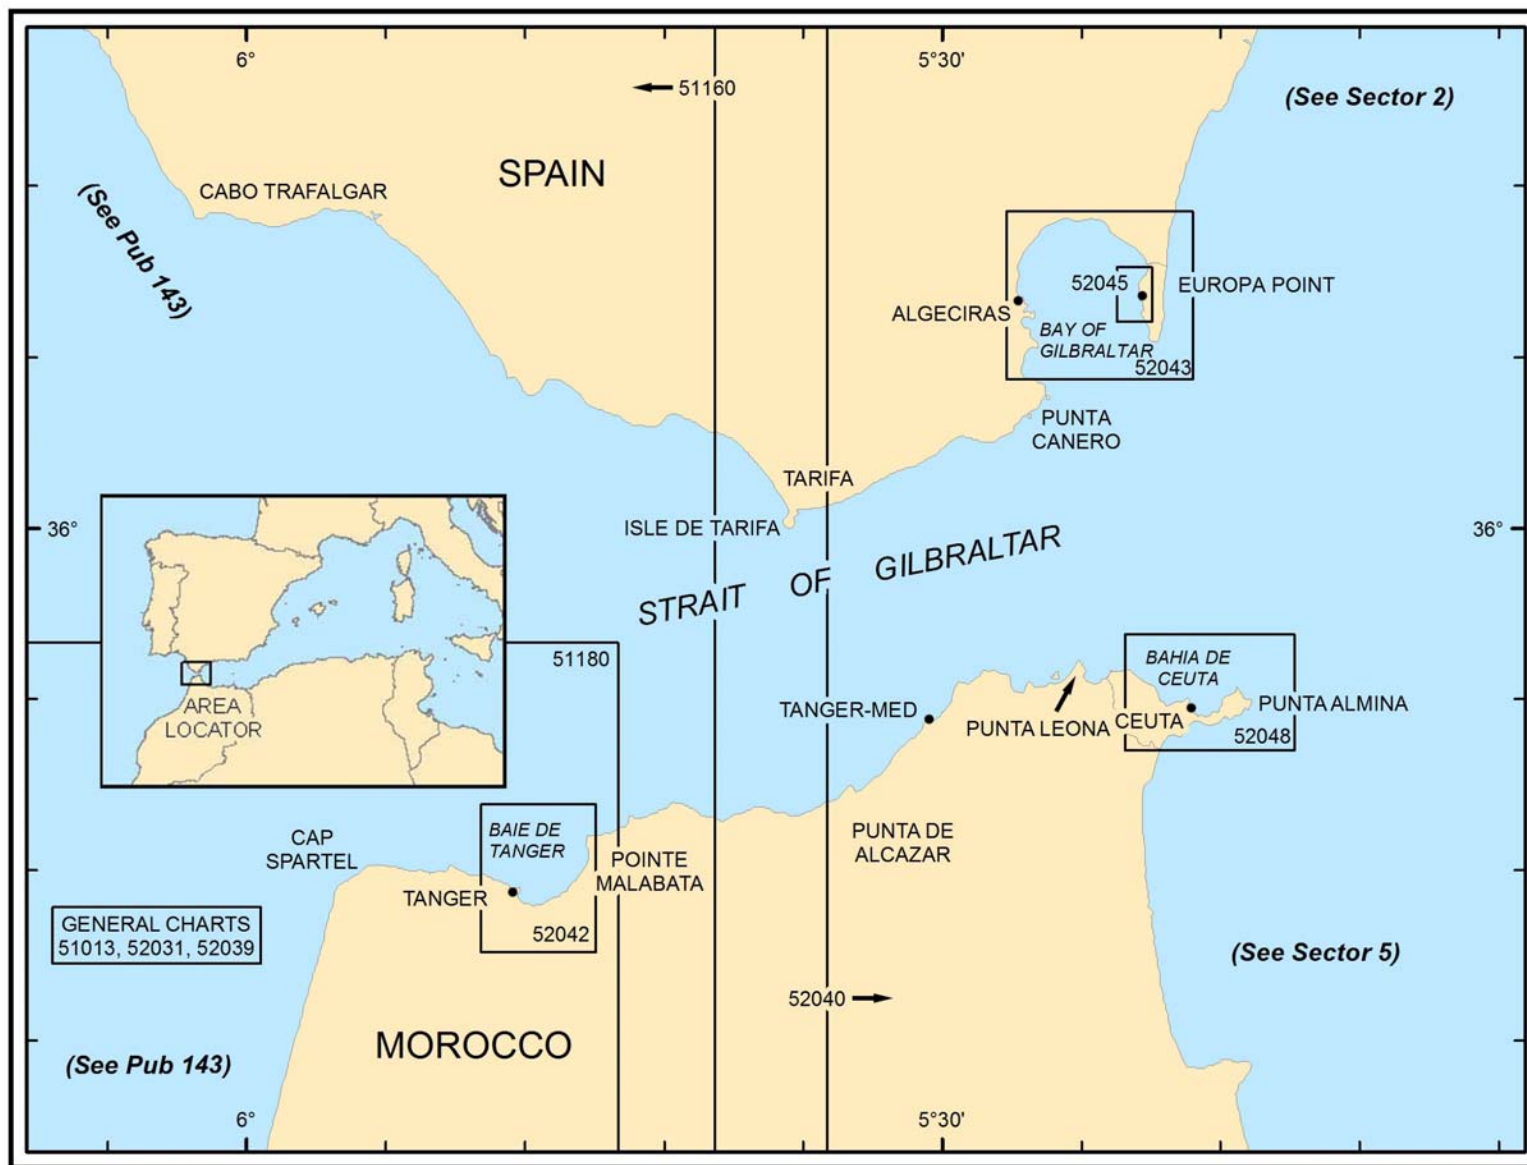 6°
5°30'
51160
(See Sector 2)
SPAIN
CABO TRAFALGAR
(See Pub 143)
52045
EUROPA POINT
ALGECIRAS
BAY OF
GILBRALTAR
52043
PUNTA
CANERO
TARIFA
36°
ISLE DE TARIFA
36°
STRAIT OF GILBRALTAR
51180
BAHIA DE
CEUTA
AREA
LOCATOR
TANGER-MED
PUNTA LEONA
CEUTA
PUNTA ALMINA
52048
BAIE DE
TANGER
CAP
SPARTEL
POINTE
MALABATA
PUNTA DE
ALCAZAR
TANGER
52042
GENERAL CHARTS
51013, 52031, 52039
(See Sector 5)
52040
MOROCCO
(See Pub 143)
6°
5°30'